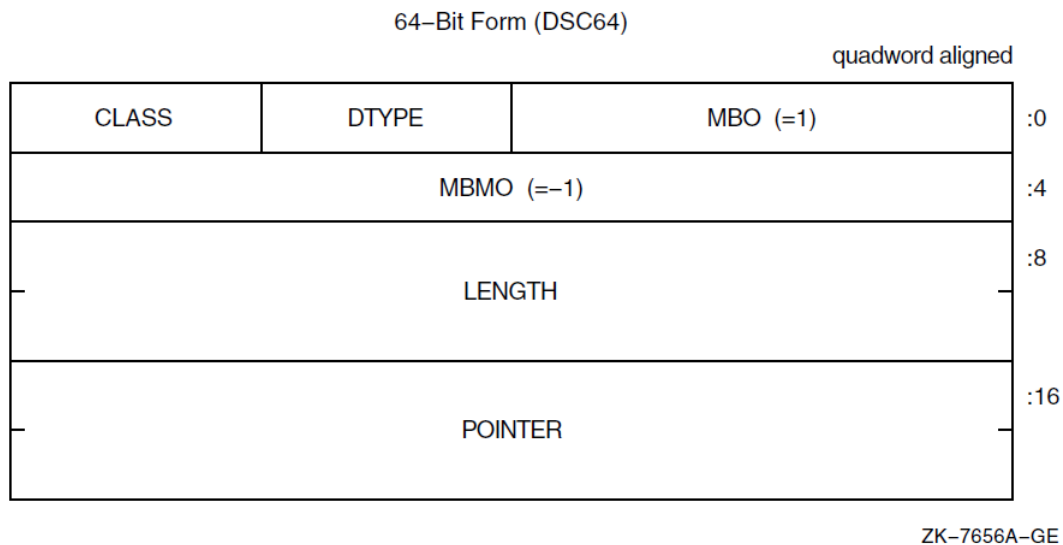 64–Bit Form (DSC64)
quadword aligned
CLASS DTYPE MBO (=1) :0
MBMO (=–1) :4
:8
LENGTH
:16
POINTER
ZK–7656A–GE